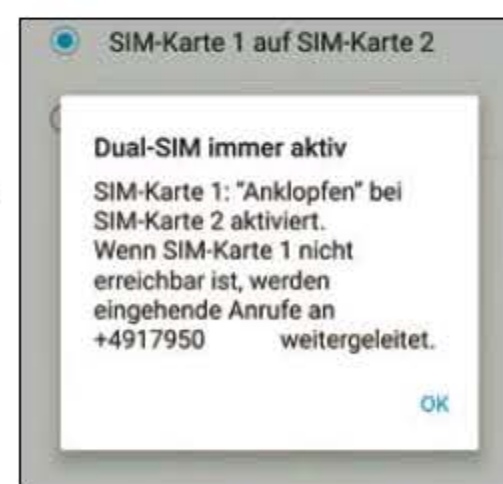 SIM-Karte 1 auf SIM-Karte 2
Dual-SIM immer aktiv
SIM-Karte 1: "Anklopfen" bei
SIM-Karte 2 aktiviert.
Wenn SIM-Karte 1 nicht
erreichbar ist, werden
eingehende Anrufe an
+4917950 weitergeleitet.
OK